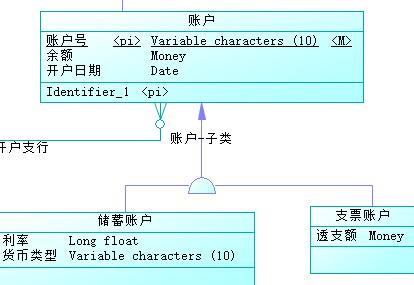 账户
账户号 <pi> Variable characters (10) <M>
余额 Money
开户日期 Date
Identifier_1 <pi>
开户支行
账户-子类
储蓄账户
利率 Long float
货币类型 Variable characters (10)
支票账户
透支额 Money